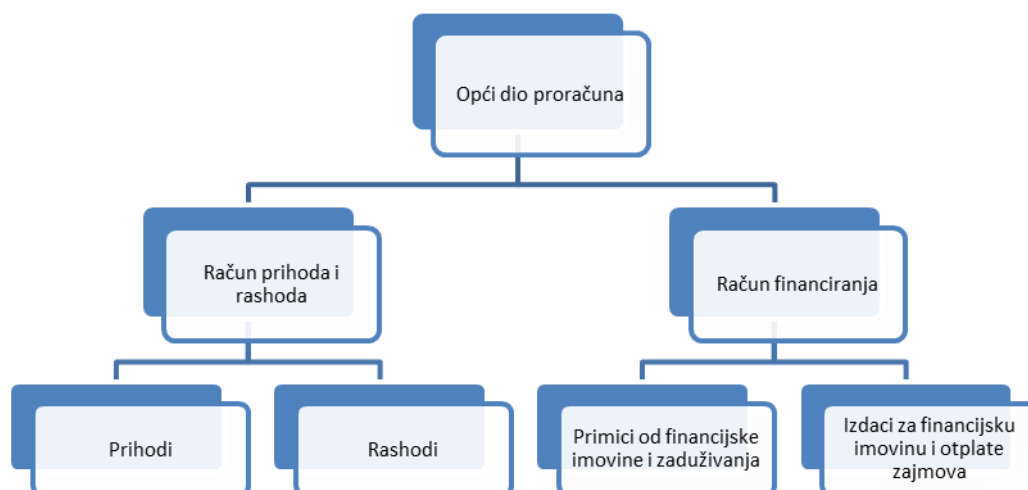 Opći dio proračuna
Račun prihoda i
rashoda
Račun financiranja
Prihodi
Rashodi
Primici od financijske
imovine i zaduživanja
Izdaci za financijsku
imovinu i otplate
zajmova